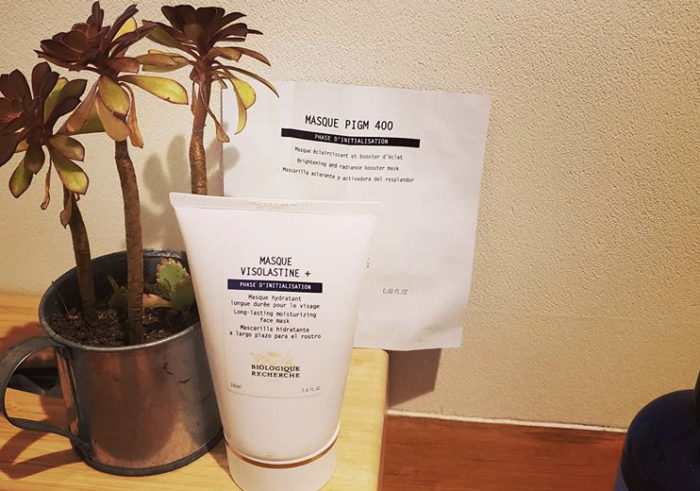 MASQUE PIGM 400
PHASE D'INITIALISATION
Masque éclaircissant et booster d'éclat
Brightening and radiance booster mask
Mascarilla aclarante y activadora del resplandor
0.60 FL.OZ
MASQUE
VISOLASTINE +
PHASE D'INITIALISATION
Masque hydratant
longue durée pour le visage
Long-lasting moisturizing
face mask
Mascarilla hidratante
a largo plazo para el rostro
BIOLOGIQUE
RECHERCHE